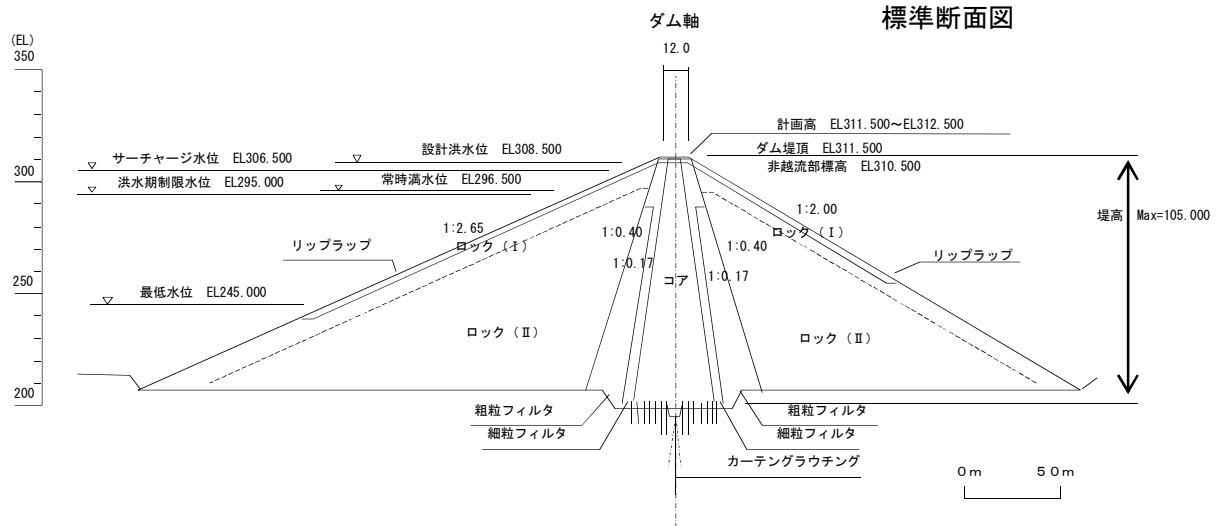 標準断面図
ダム軸
12.0
(EL)
350
300
250
200
計画高 EL311.500～EL312.500
ダム堤頂 EL311.500
非越流部標高 EL310.500
設計洪水位 EL308.500
サーチャージ水位 EL306.500
洪水期制限水位 EL295.000
常時満水位 EL296.500
堤高 Max=105.000
1:2.65
ロック（Ⅰ）
リップラップ
1:0.40
1:0.17
コア
1:0.40
1:0.17
1:2.00
ロック（Ⅰ）
リップラップ
最低水位 EL245.000
ロック（Ⅱ）
ロック（Ⅱ）
粗粒フィルタ
細粒フィルタ
粗粒フィルタ
細粒フィルタ
カーテングラウチング
0m 50m